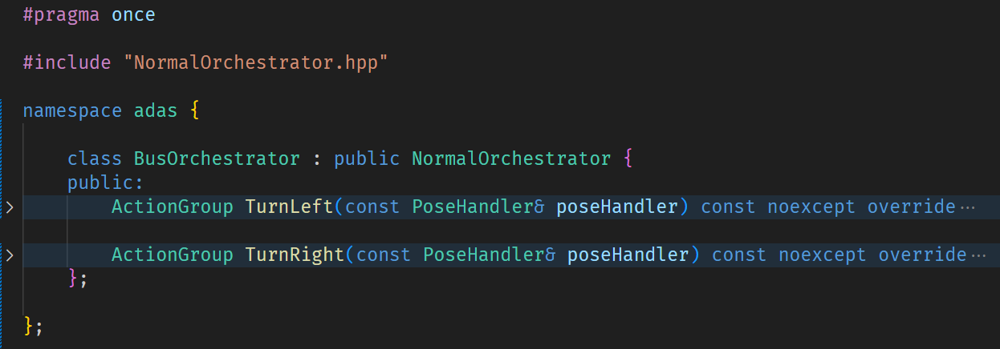 #pragma once
#include "NormalOrchestrator.hpp"
namespace adas {
class BusOrchestrator : public NormalOrchestrator {
public:
ActionGroup TurnLeft(const PoseHandler& poseHandler) const noexcept override⋯
ActionGroup TurnRight(const PoseHandler& poseHandler) const noexcept override⋯
};
};